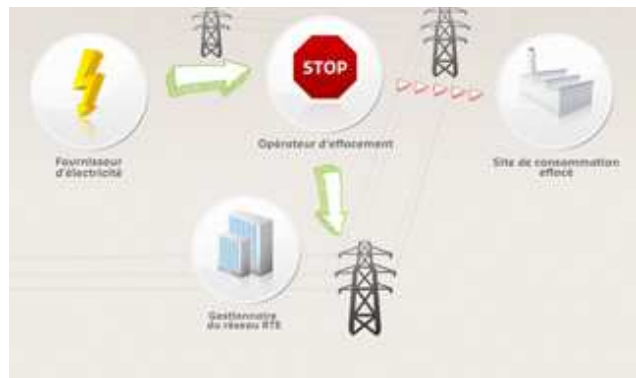 STOP
Opérateur d'effacement
Fournisseur
d'électricité
Site de consommation
effacé
Gestionnaire
du réseau RTE